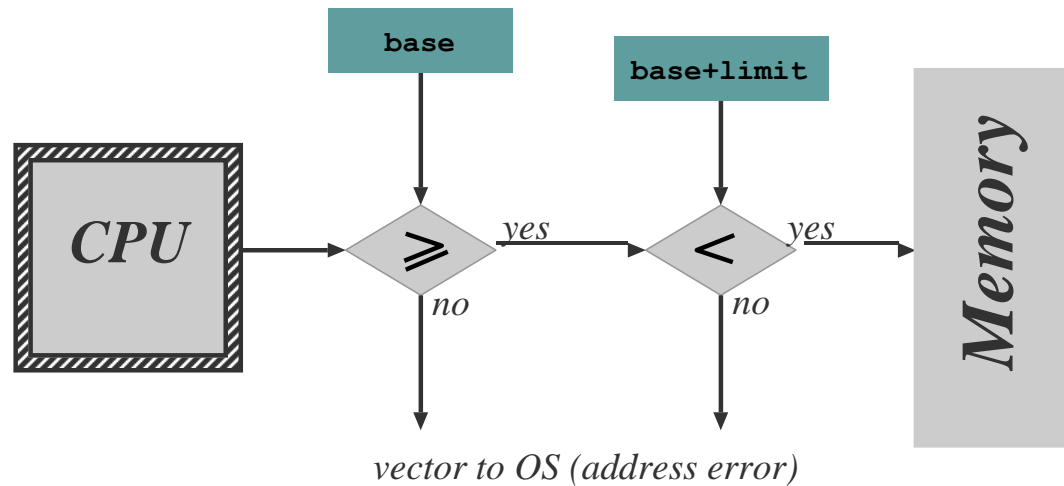 base
base+limit
CPU
≥
yes
<
yes
Memory
no
no
vector to OS (address error)